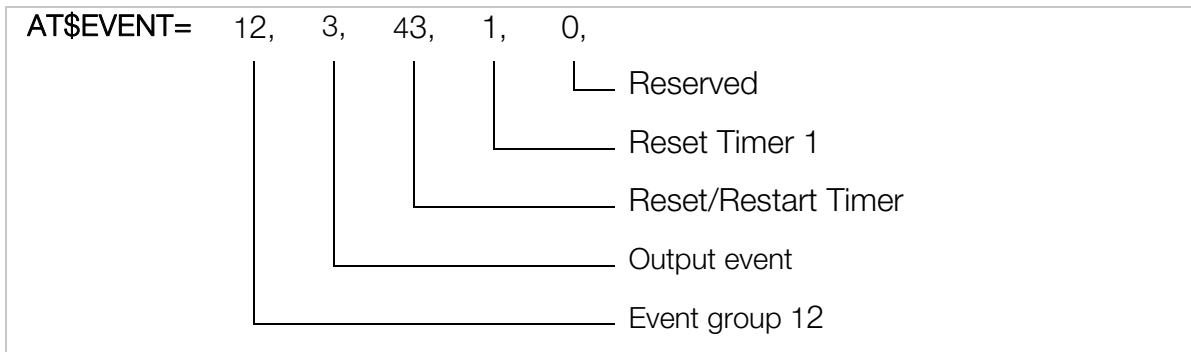 AT$EVENT= 12, 3, 43, 1, 0,
Reserved
Reset Timer 1
Reset/Restart Timer
Output event
Event group 12